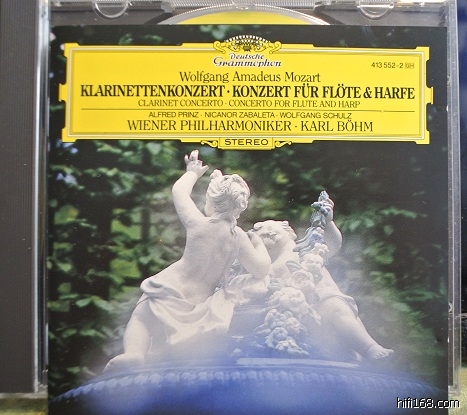 Deutsche
Grammophon
413 552-2 GH
Wolfgang Amadeus Mozart
KLARINETTENKONZERT · KONZERT FÜR FLÖTE & HARFE
CLARINET CONCERTO · CONCERTO FOR FLUTE AND HARP
ALFRED PRINZ · NICANOR ZABALETA · WOLFGANG SCHULZ
WIENER PHILHARMONIKER · KARL BÖHM
STEREO
hifi168.com